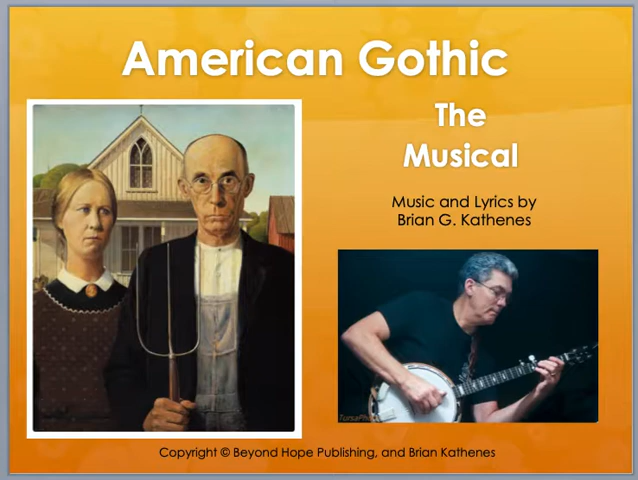 American Gothic
The
Musical
Music and Lyrics by
Brian G. Kathenes
Copyright © Beyond Hope Publishing, and Brian Kathenes